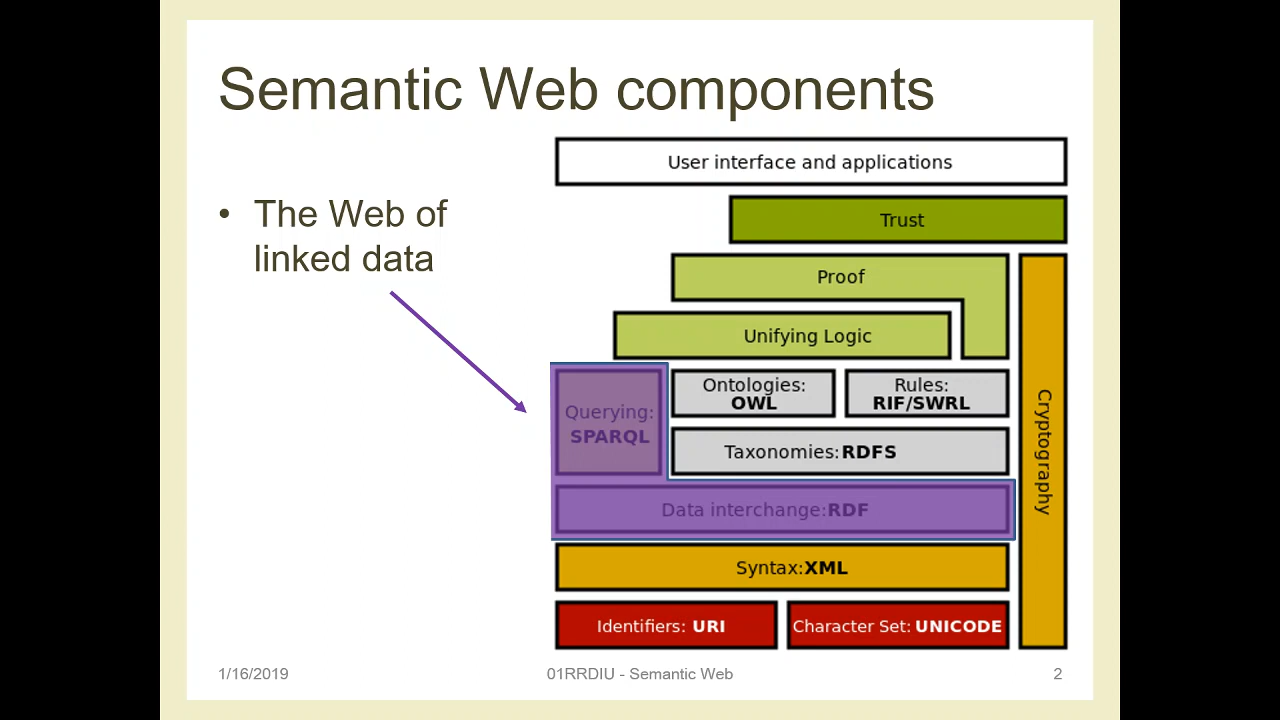 Semantic Web components
• The Web of
linked data
User interface and applications
Trust
Proof
Unifying Logic
Querying:
SPARQL
Ontologies:
OWL
Rules:
RIF/SWRL
Taxonomies:RDFS
Data interchange:RDF
Syntax:XML
Identifiers: URI
Character Set: UNICODE
Cryptography
1/16/2019
01RRDIU - Semantic Web
2